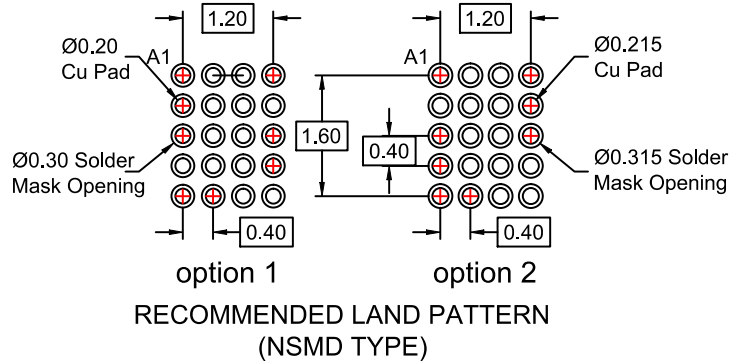 1.20
1.20
Ø0.20
Cu Pad
A1
A1
Ø0.215
Cu Pad
1.60
0.40
Ø0.30 Solder
Mask Opening
Ø0.315 Solder
Mask Opening
0.40
0.40
option 1
option 2
RECOMMENDED LAND PATTERN
(NSMD TYPE)